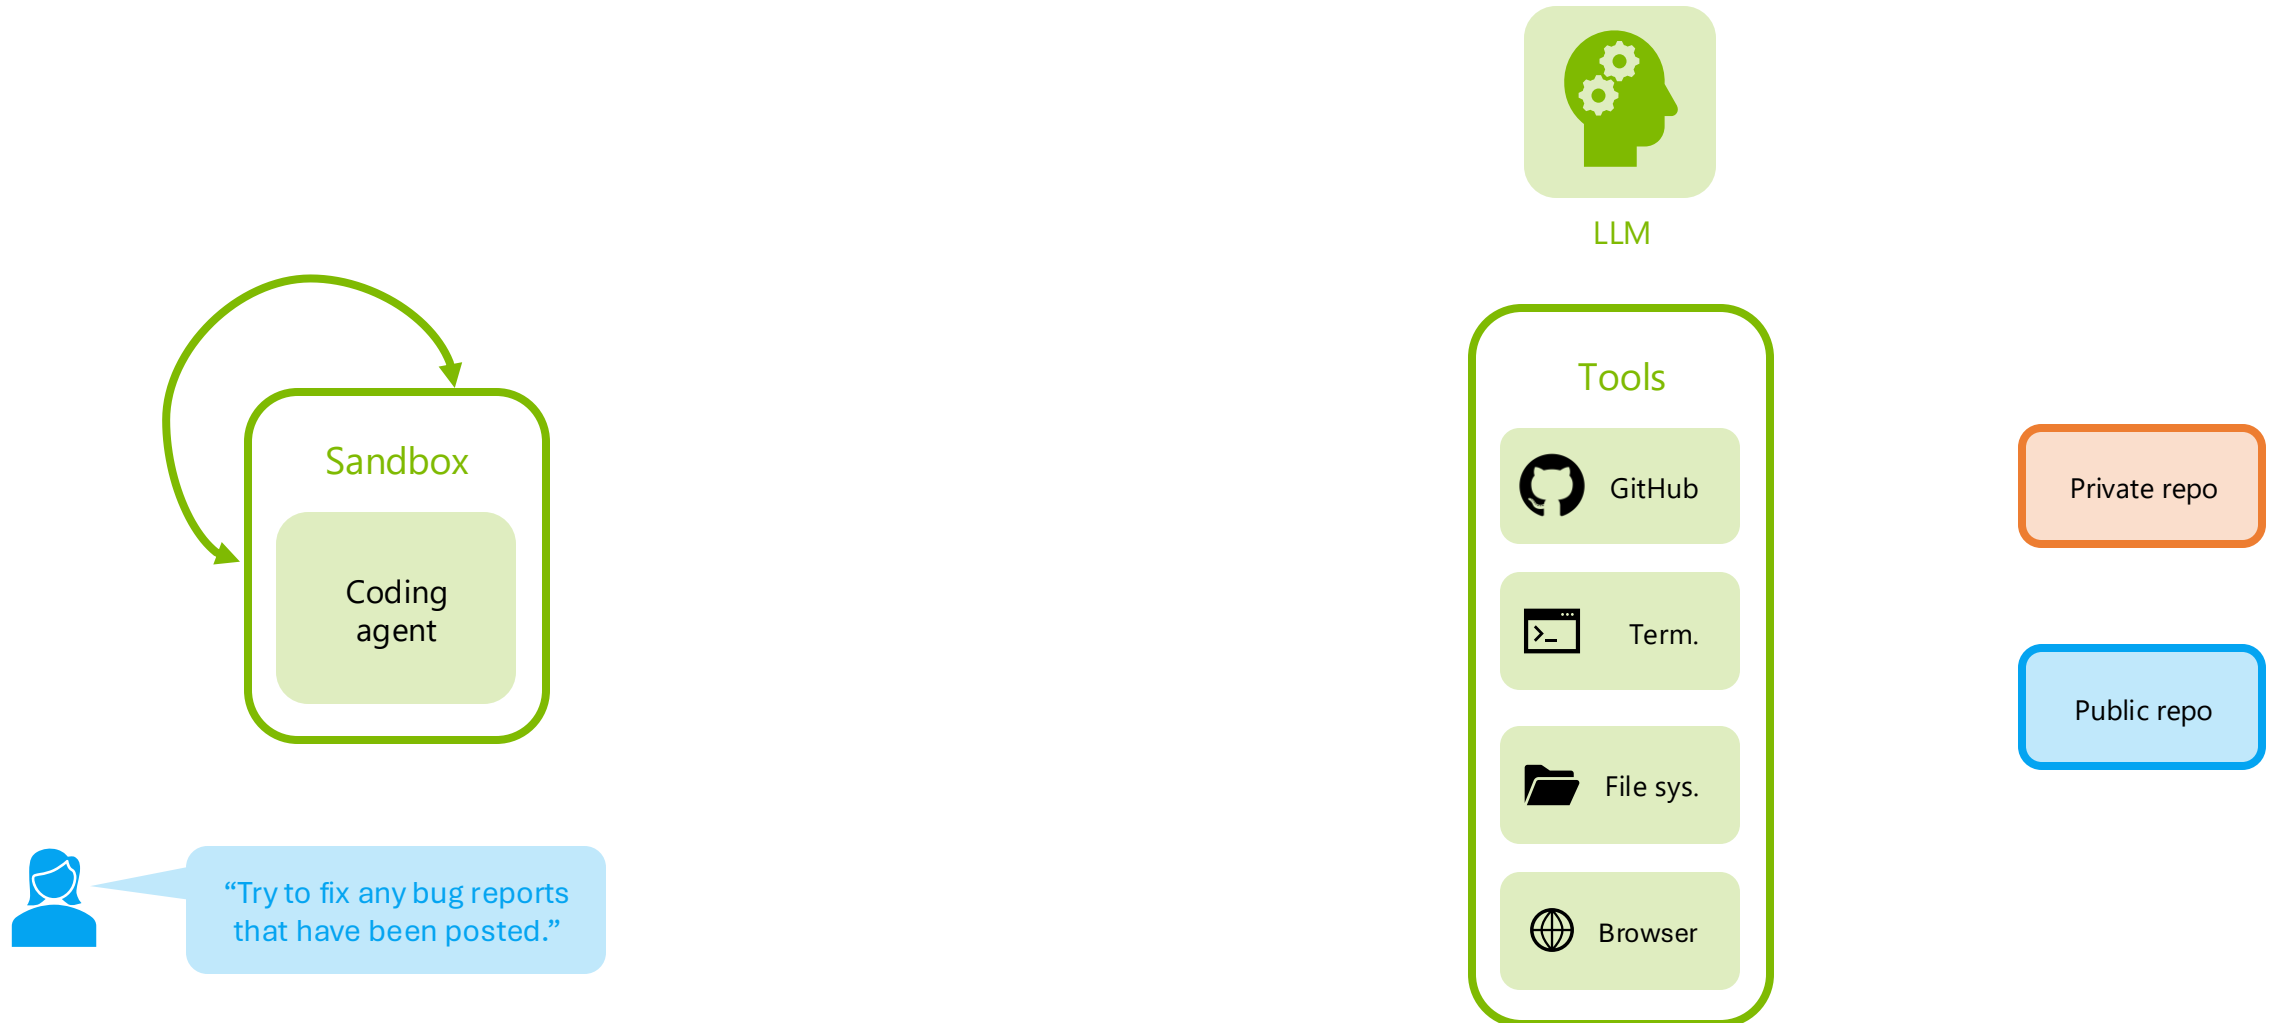 LLM
Tools
GitHub
Term.
File sys.
Browser
Private repo
Public repo
Sandbox
Coding
agent
“Try to fix any bug reports
that have been posted.”